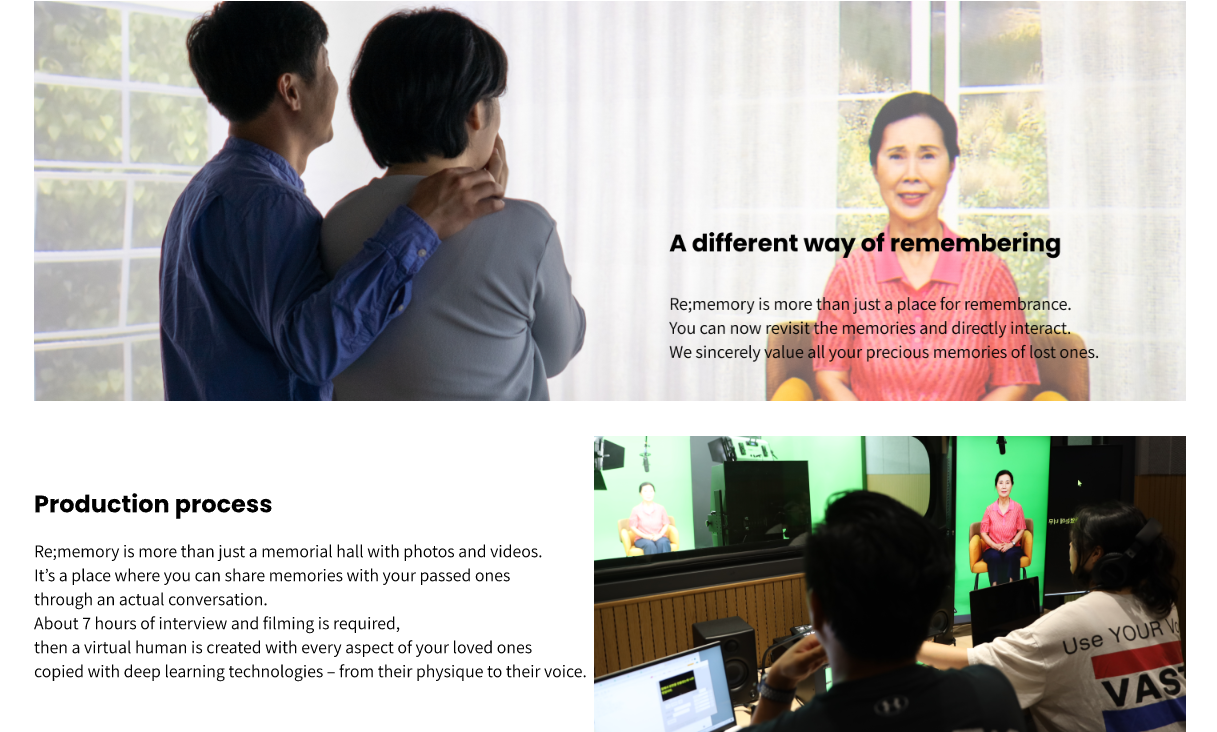 A different way of remembering
Re;memory is more than just a place for remembrance.
You can now revisit the memories and directly interact.
We sincerely value all your precious memories of lost ones.
Production process
Re;memory is more than just a memorial hall with photos and videos.
It's a place where you can share memories with your passed ones
through an actual conversation.
About 7 hours of interview and filming is required,
then a virtual human is created with every aspect of your loved ones
copied with deep learning technologies – from their physique to their voice.
Use YOUR
VAST